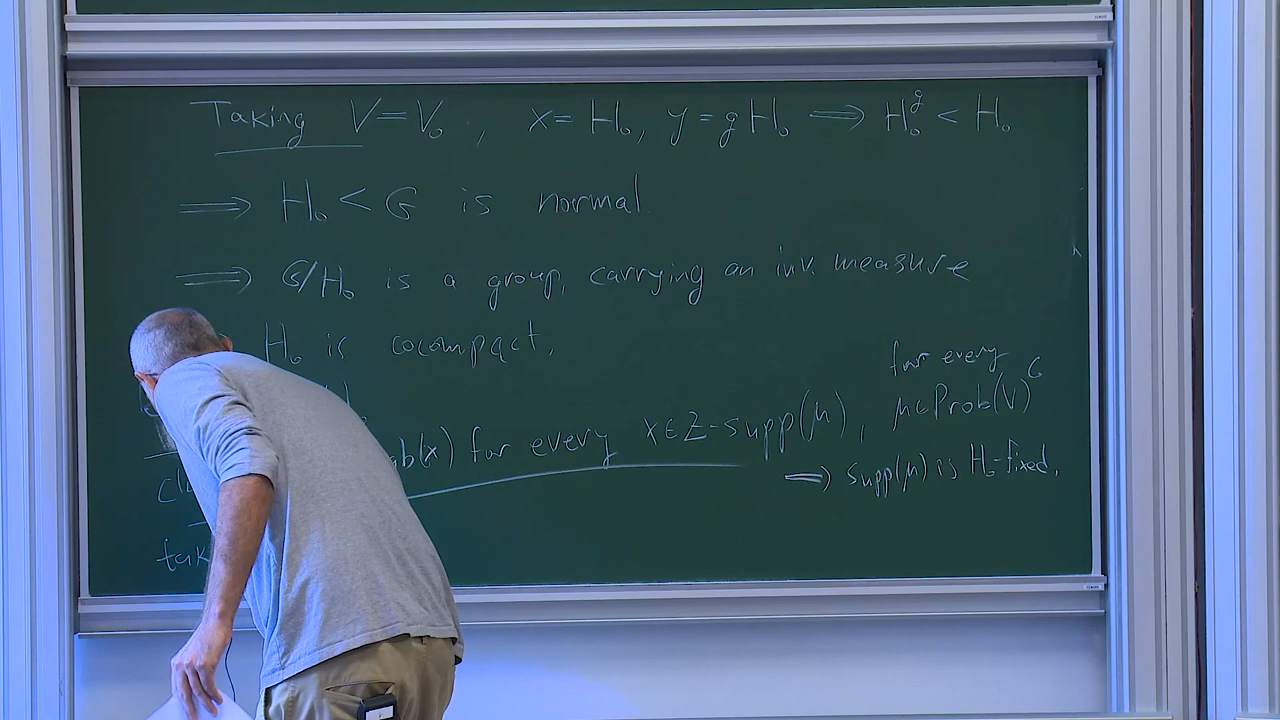 Taking V=V₀, x=H₀, y=gH₀ ⟹ H₀^g < H₀
⟹ H₀ < G is normal.
⟹ G/H₀ is a group, carrying an inv. measure
H₀ is cocompact,
ab(x) for every x∈Z-supp(μ), for every μ∈Prob(V)^G
⟹ supp(μ) is H₀-fixed,
tak